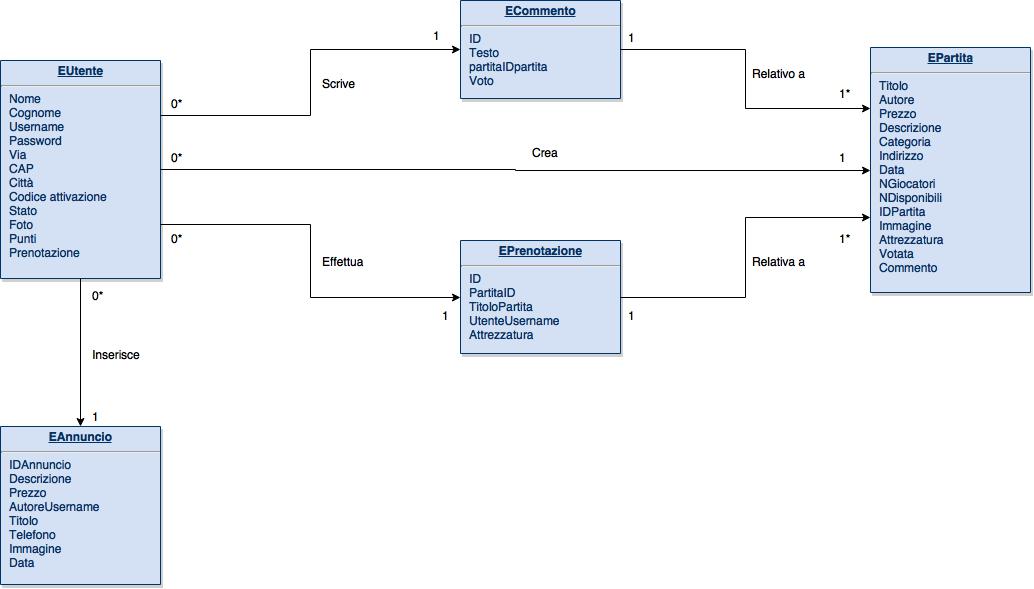 EUtente
Nome
Cognome
Username
Password
Via
CAP
Città
Codice attivazione
Stato
Foto
Punti
Prenotazione
0*
Scrive
1
ECommento
ID
Testo
partitaIDpartita
Voto
1
Relativo a
1*
0*
Crea
1
0*
Effettua
1
EPrenotazione
ID
PartitaID
TitoloPartita
UtenteUsername
Attrezzatura
1
Relativa a
1*
EPartita
Titolo
Autore
Prezzo
Descrizione
Categoria
Indirizzo
Data
NGiocatori
NDisponibili
IDPartita
Immagine
Attrezzatura
Votata
Commento
0*
Inserisce
1
EAnnuncio
IDAnnuncio
Descrizione
Prezzo
AutoreUsername
Titolo
Telefono
Immagine
Data